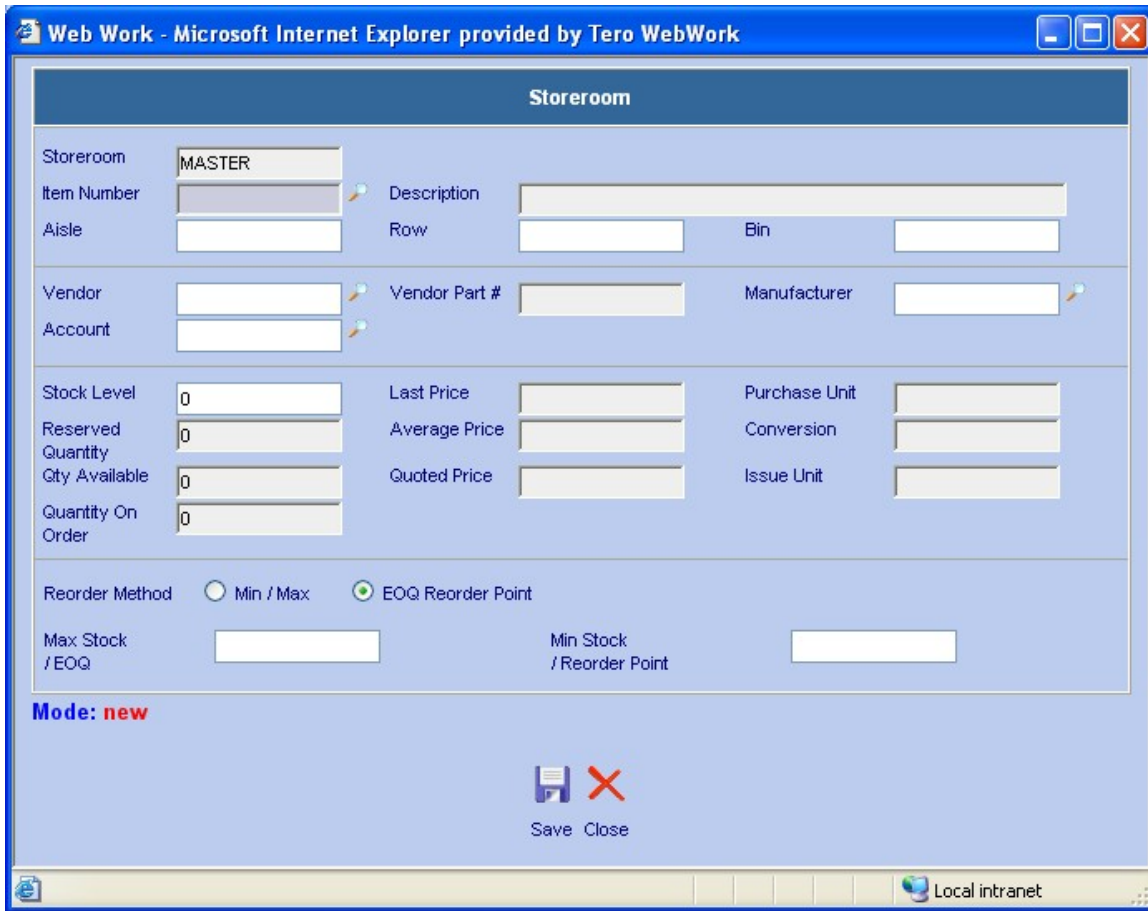 Web Work - Microsoft Internet Explorer provided by Tero WebWork
Storeroom
Storeroom MASTER
Item Number Description
Aisle Row Bin
Vendor Vendor Part # Manufacturer
Account
Stock Level 0 Last Price Purchase Unit
Reserved Quantity 0 Average Price Conversion
Qty Available 0 Quoted Price Issue Unit
Quantity On Order 0
Reorder Method Min / Max EOQ Reorder Point
Max Stock / EOQ Min Stock / Reorder Point
Mode: new
Save Close
Local intranet